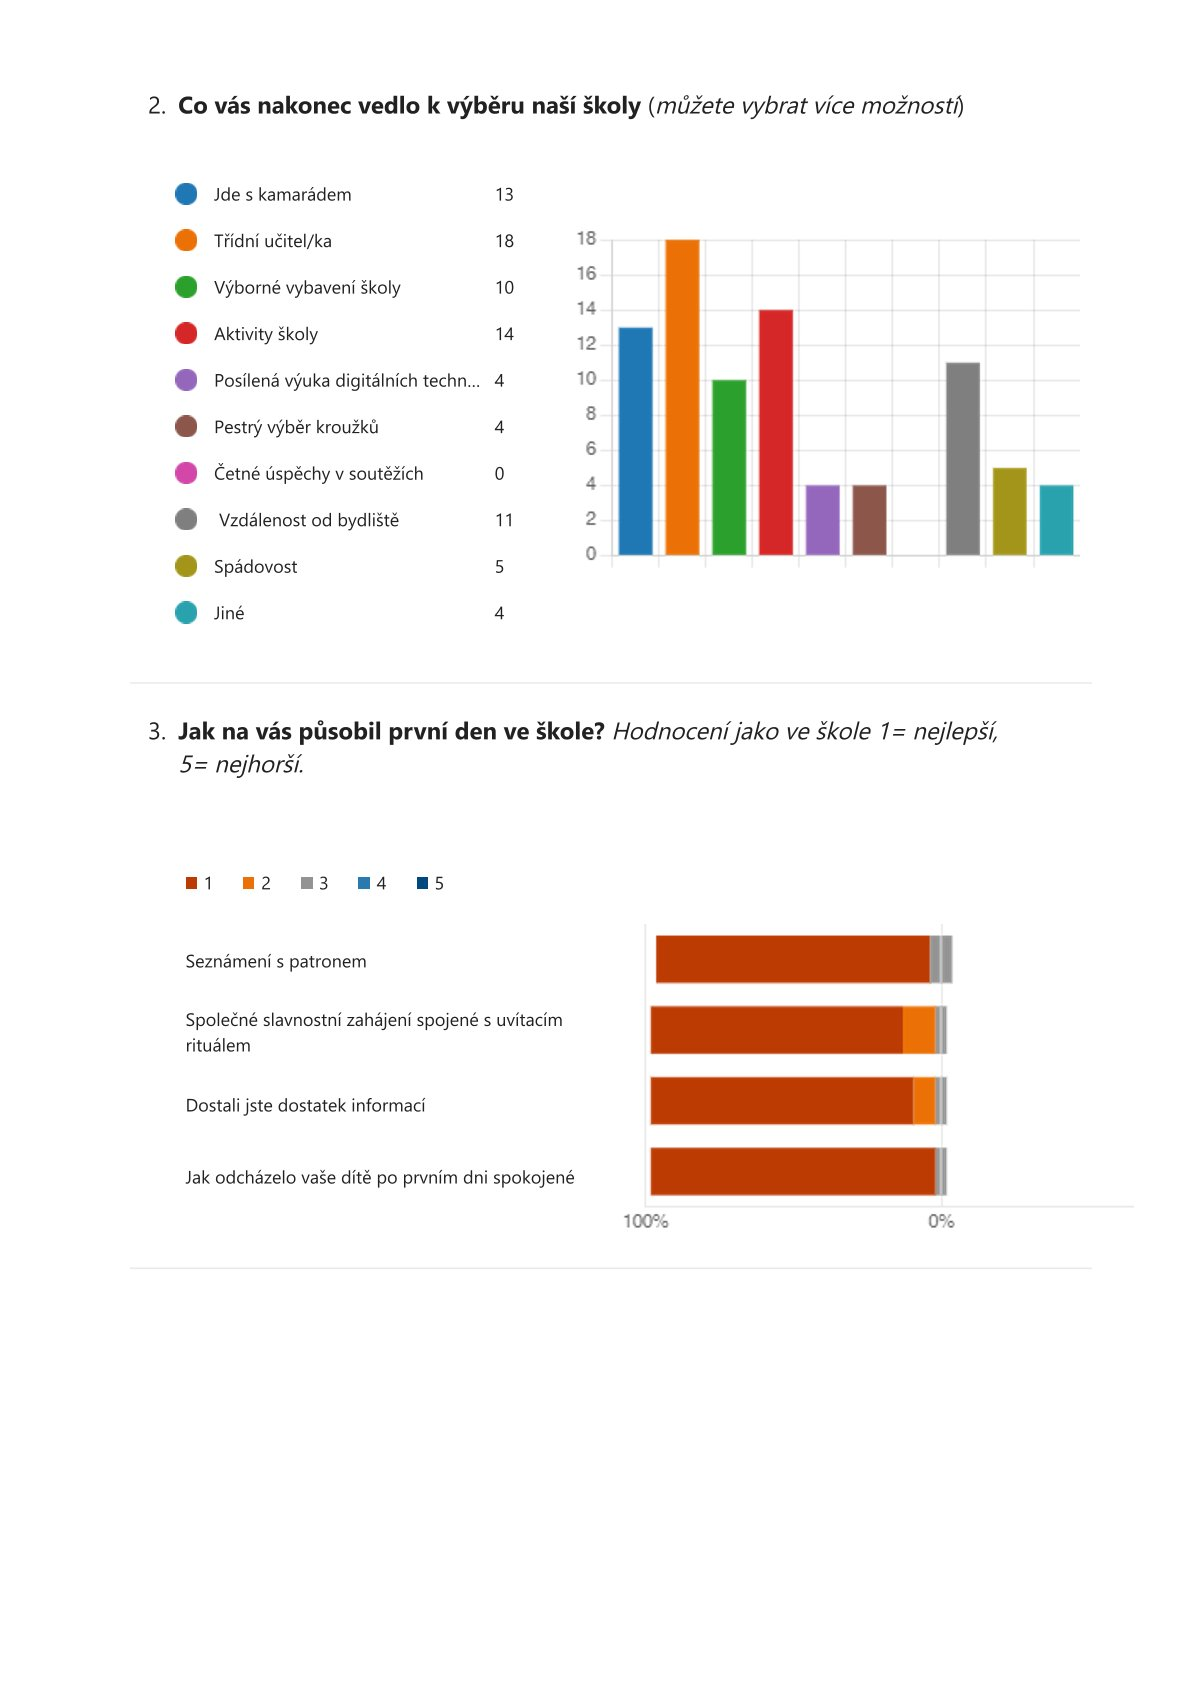 2. Co vás nakonec vedlo k výběru naší školy (můžete vybrat více možností)
Jde s kamarádem 13
Třídní učitel/ka 18
Výborné vybavení školy 10
Aktivity školy 14
Posílená výuka digitálních techn... 4
Pestrý výběr kroužků 4
Četné úspěchy v soutěžích 0
Vzdálenost od bydliště 11
Spádovost 5
Jiné 4
18
16
14
12
10
8
6
4
2
0
3. Jak na vás působil první den ve škole? Hodnocení jako ve škole 1= nejlepší,
5= nejhorší.
1 2 3 4 5
Seznámení s patronem
Společné slavnostní zahájení spojené s uvítacím
rituálem
Dostali jste dostatek informací
Jak odcházelo vaše dítě po prvním dni spokojené
100% 0%